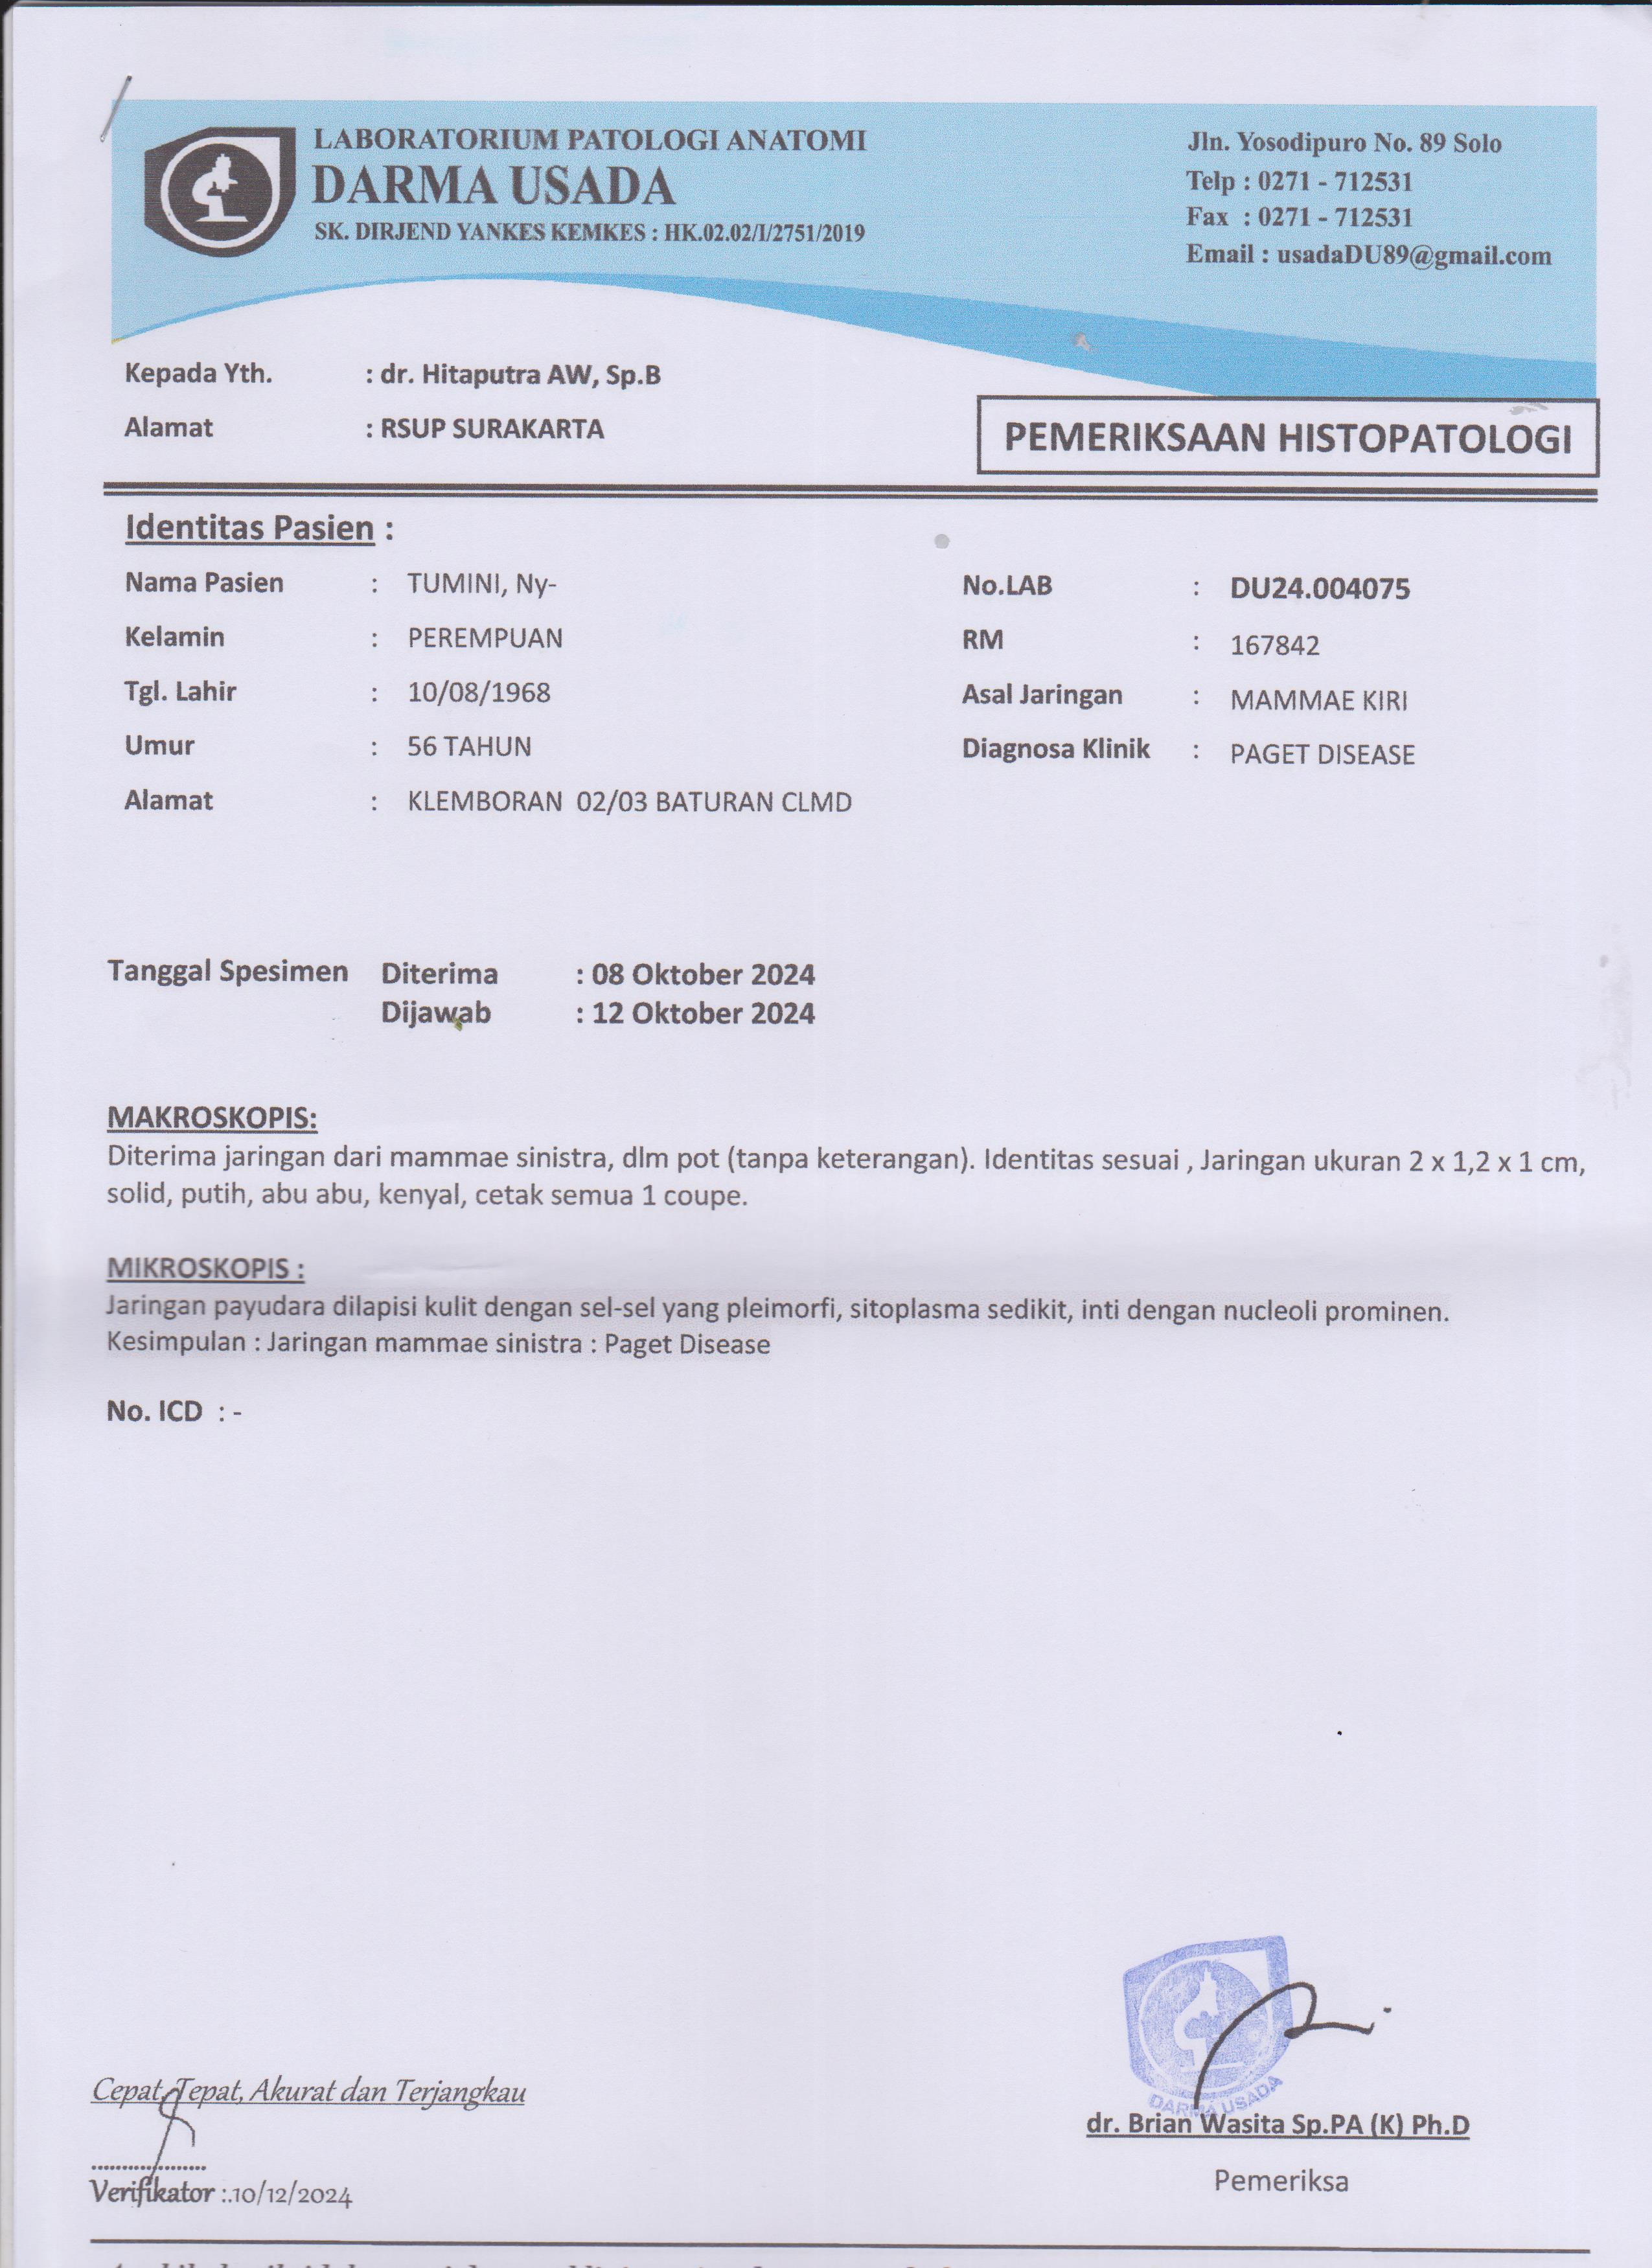 LABORATORIUM PATOLOGI ANATOMI
DARMA USADA
SK. DIRJEND YANKES KEMKES : HK.02.02/I/2751/2019
Jln. Yosodipuro No. 89 Solo
Telp : 0271 - 712531
Fax : 0271 - 712531
Email : usadaDU89@gmail.com
Kepada Yth. : dr. Hitaputra AW, Sp.B
Alamat : RSUP SURAKARTA
PEMERIKSAAN HISTOPATOLOGI
Identitas Pasien :
Nama Pasien : TUMINI, Ny-
Kelamin : PEREMPUAN
Tgl. Lahir : 10/08/1968
Umur : 56 TAHUN
Alamat : KLEMBORAN 02/03 BATURAN CLMD
No.LAB : DU24.004075
RM : 167842
Asal Jaringan : MAMMAE KIRI
Diagnosa Klinik : PAGET DISEASE
Tanggal Spesimen Diterima : 08 Oktober 2024
Dijawab : 12 Oktober 2024
MAKROSKOPIS:
Diterima jaringan dari mammae sinistra, dlm pot (tanpa keterangan). Identitas sesuai , Jaringan ukuran 2 x 1,2 x 1 cm,
solid, putih, abu abu, kenyal, cetak semua 1 coupe.
MIKROSKOPIS :
Jaringan payudara dilapisi kulit dengan sel-sel yang pleimorfi, sitoplasma sedikit, inti dengan nucleoli prominen.
Kesimpulan : Jaringan mammae sinistra : Paget Disease
No. ICD : -
DARMA USADA
Cepat, Tepat, Akurat dan Terjangkau
dr. Brian Wasita Sp.PA (K) Ph.D
Pemeriksa
....................
Verifikator :.10/12/2024